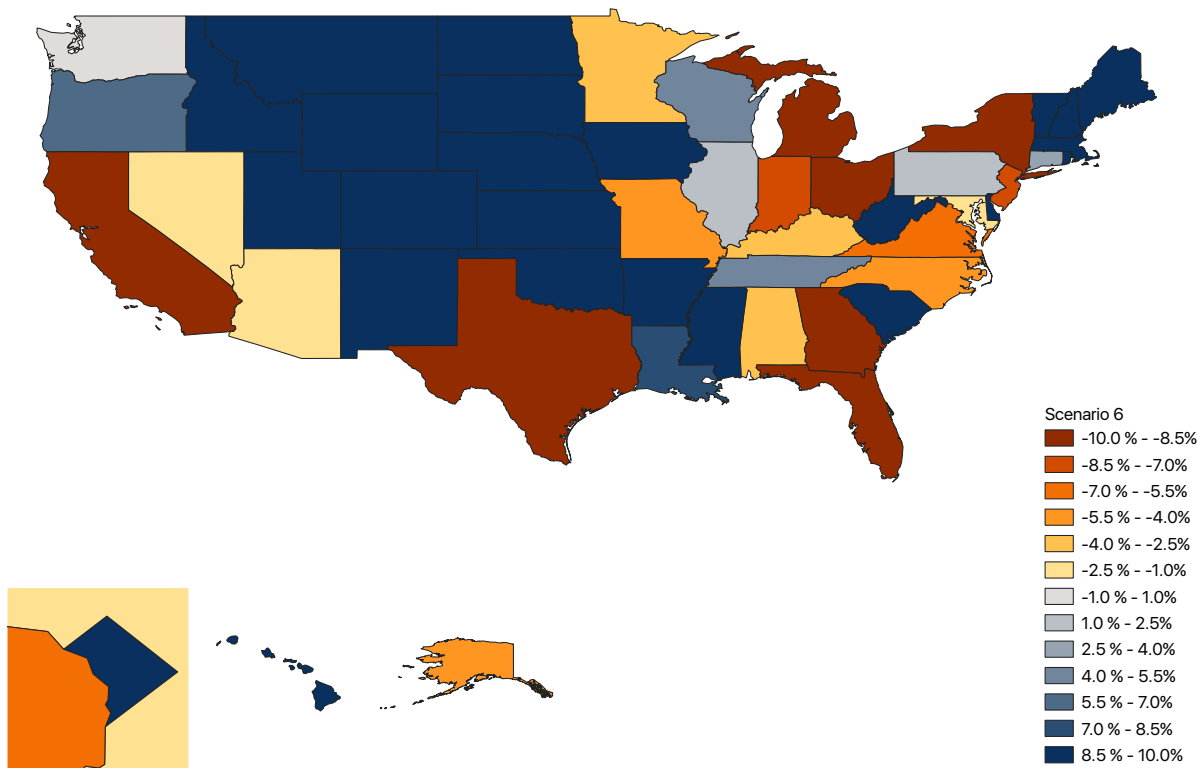 Scenario 6
-10.0 % - -8.5%
-8.5 % - -7.0%
-7.0 % - -5.5%
-5.5 % - -4.0%
-4.0 % - -2.5%
-2.5 % - -1.0%
-1.0 % - 1.0%
1.0 % - 2.5%
2.5 % - 4.0%
4.0 % - 5.5%
5.5 % - 7.0%
7.0 % - 8.5%
8.5 % - 10.0%